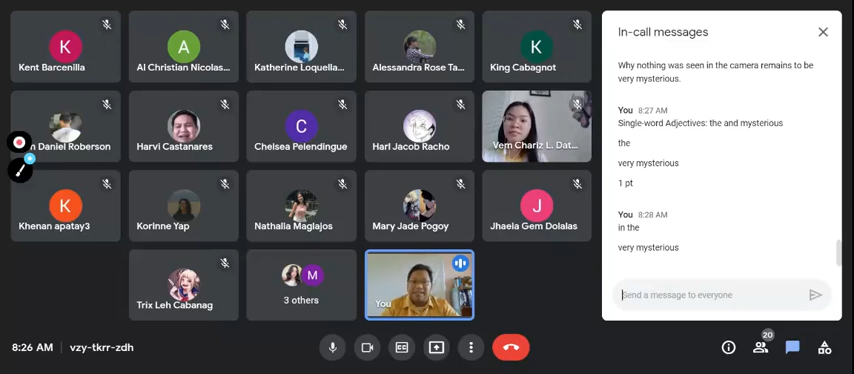 K
Kent Barcenilla
A
Al Christian Nicolas...
Katherine Loquella...
Alessandra Rose Ta...
K
King Cabagnot
Daniel Roberson
Harvi Castanares
C
Chelsea Pelendingue
Harl Jacob Racho
Vem Chariz L. Dat...
K
Khenan apatay3
Korinne Yap
Nathalia Maglajos
Mary Jade Pogoy
J
Jhaela Gem Dolalas
Trix Leh Cabanag
M
3 others
You
In-call messages
Why nothing was seen in the camera remains to be
very mysterious.
You 8:27 AM
Single-word Adjectives: the and mysterious
the
very mysterious
1 pt
You 8:28 AM
in the
very mysterious
Send a message to everyone
8:26 AM | vzy-tkrr-zdh
CC
20